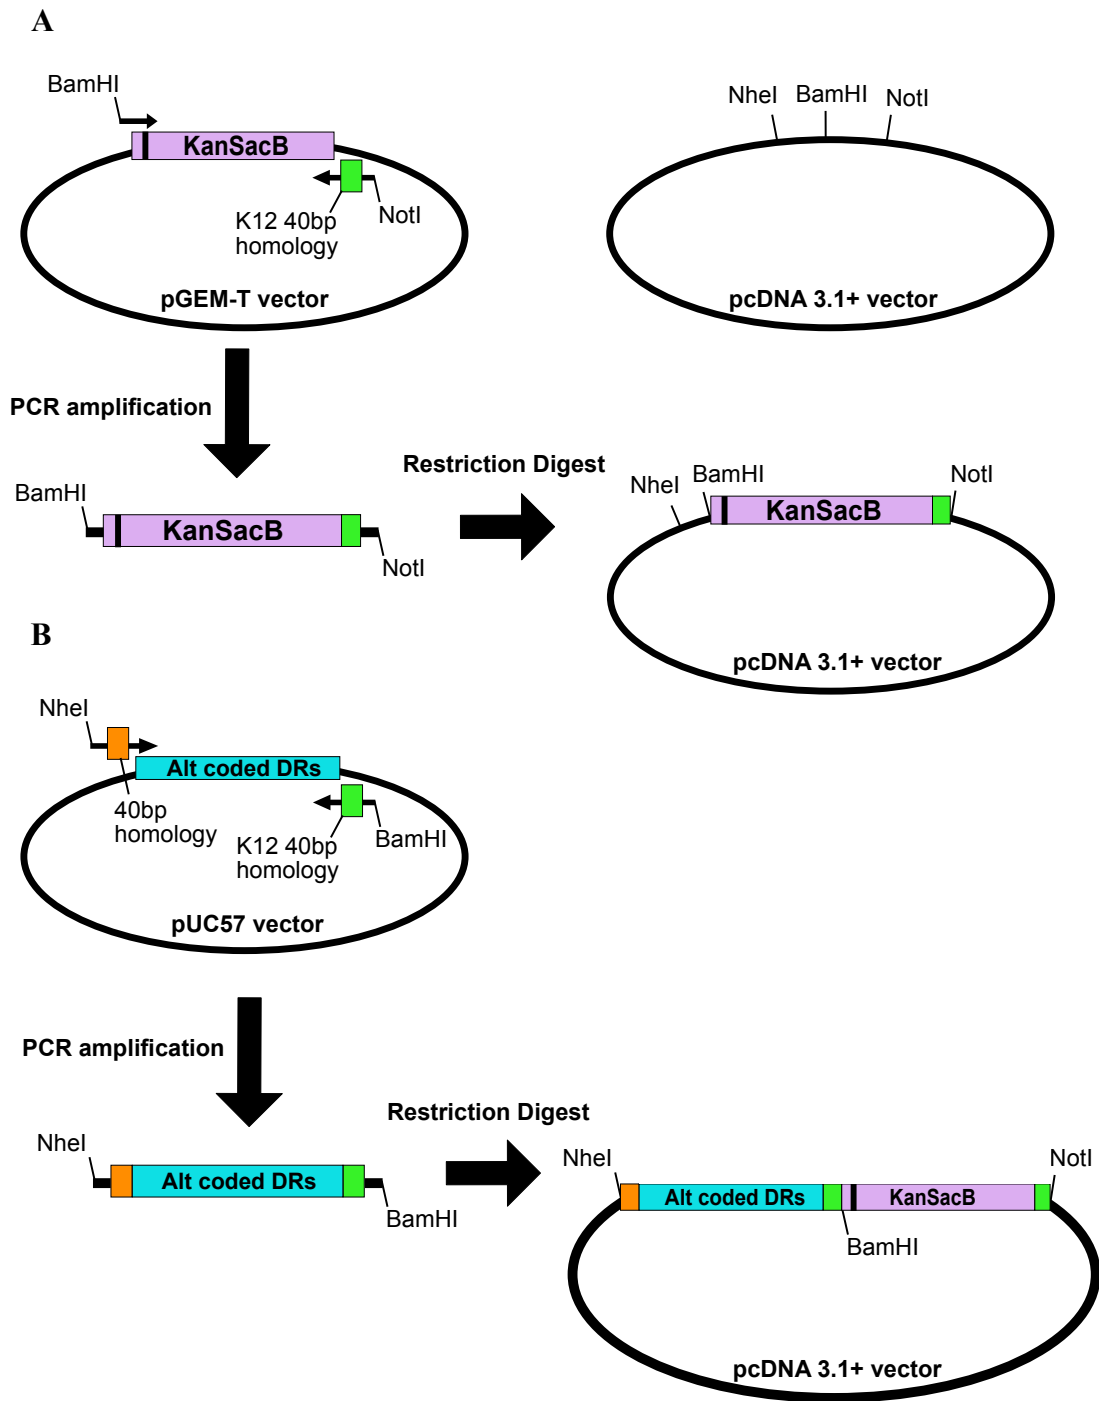 A
BamHI
KanSacB
K12 40bp
homology
NotI
pGEM-T vector
NheI
BamHI
NotI
pcDNA 3.1+ vector
PCR amplification
BamHI
KanSacB
NotI
Restriction Digest
NheI
BamHI
NotI
KanSacB
pcDNA 3.1+ vector
B
NheI
Alt coded DRs
40bp
homology
K12 40bp
homology
BamHI
pUC57 vector
PCR amplification
NheI
Alt coded DRs
BamHI
Restriction Digest
NheI
NotI
Alt coded DRs
KanSacB
BamHI
pcDNA 3.1+ vector